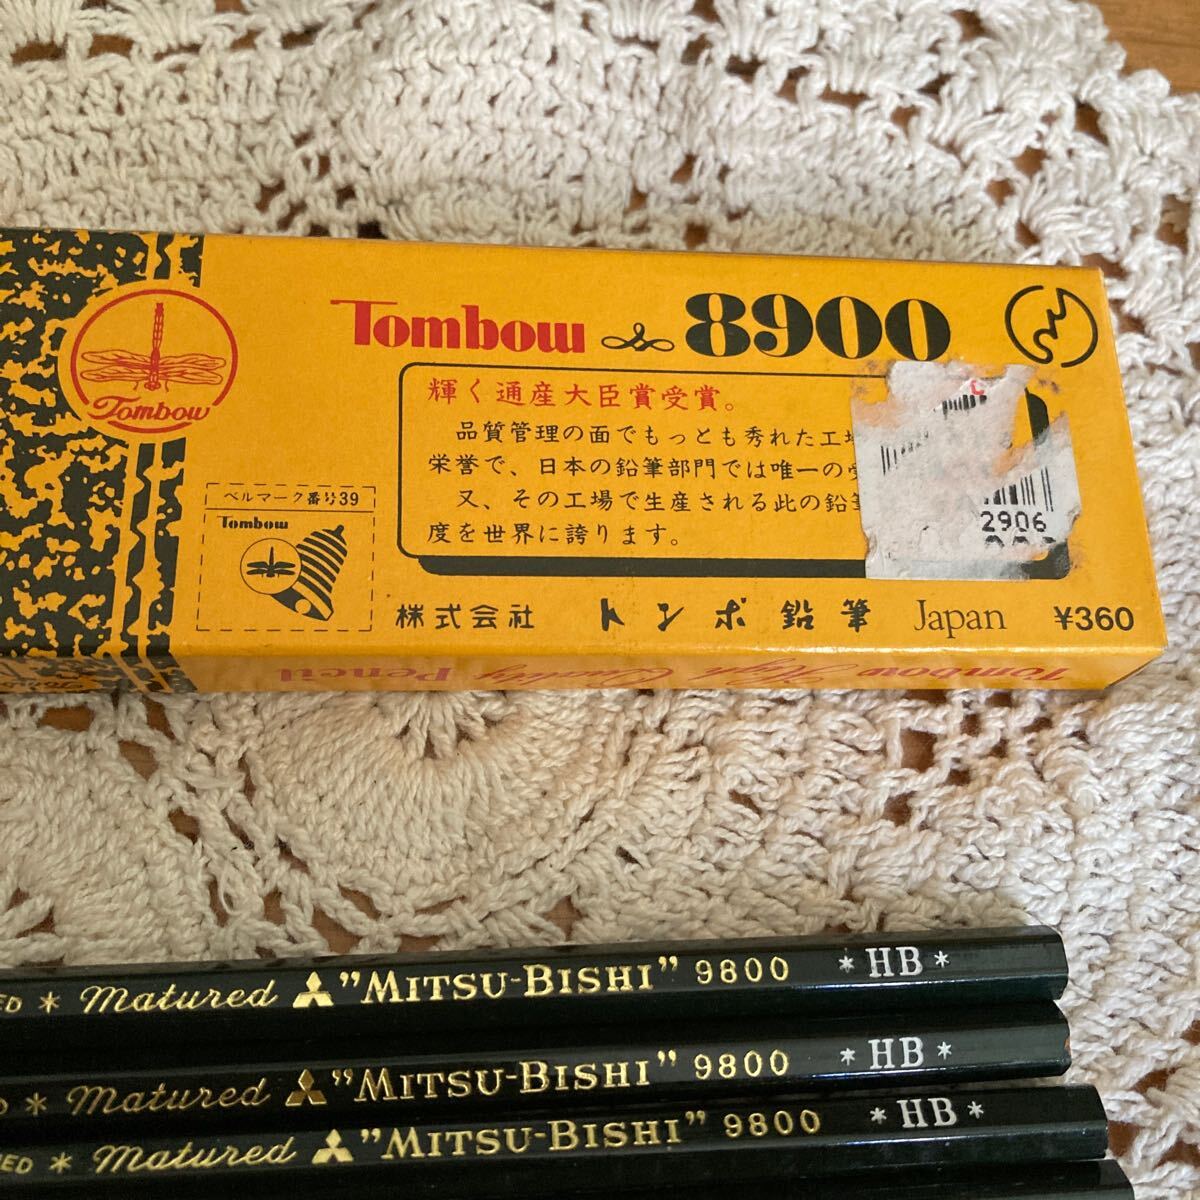 Tombow 8900
Tombow
輝く通産大臣賞受賞。
品質管理の面でもっとも秀れた工
栄誉で、日本の鉛筆部門では唯一の
又、その工場で生産される此の鉛筆
度を世界に誇ります。
2906
ベルマーク番号39
Tombow
株式会社 トンボ鉛筆 Japan ¥360
Tombow High Quality Pencil
* Matured "MITSU-BISHI" 9800 * HB *
* Matured "MITSU-BISHI" 9800 * HB *
* Matured "MITSU-BISHI" 9800 * HB *